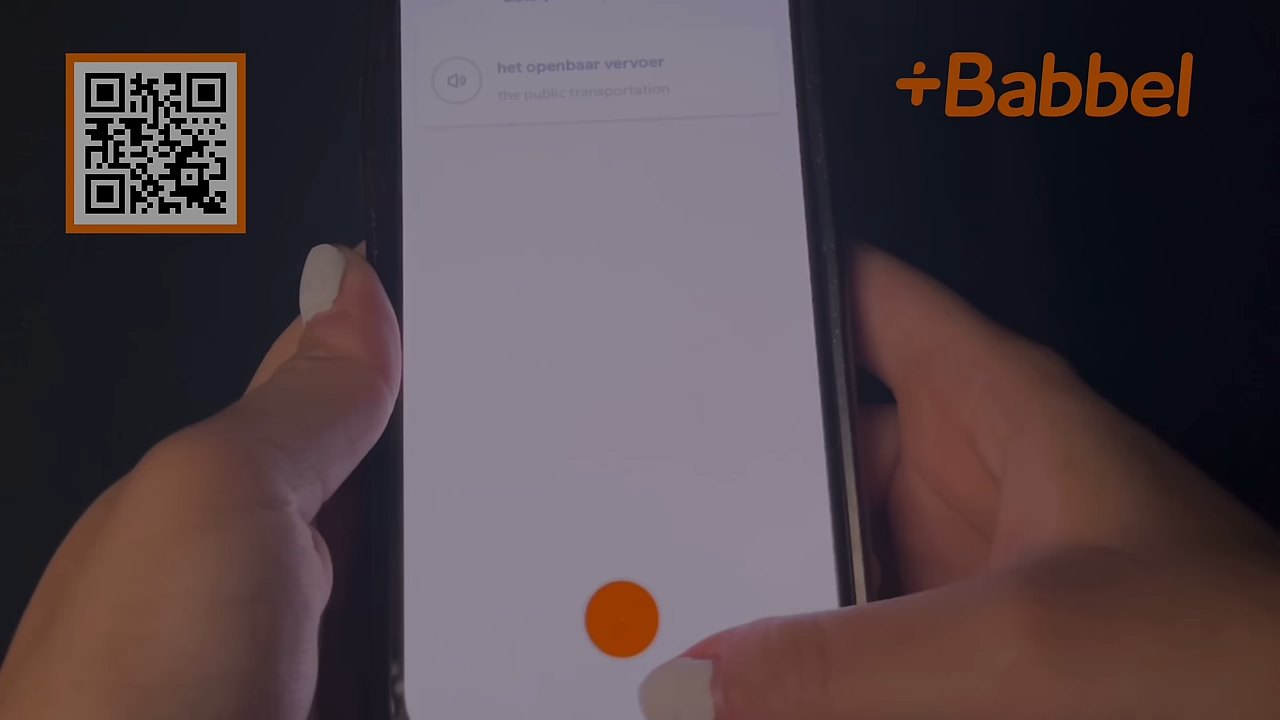 +Babbel
het openbaar vervoer
the public transportation